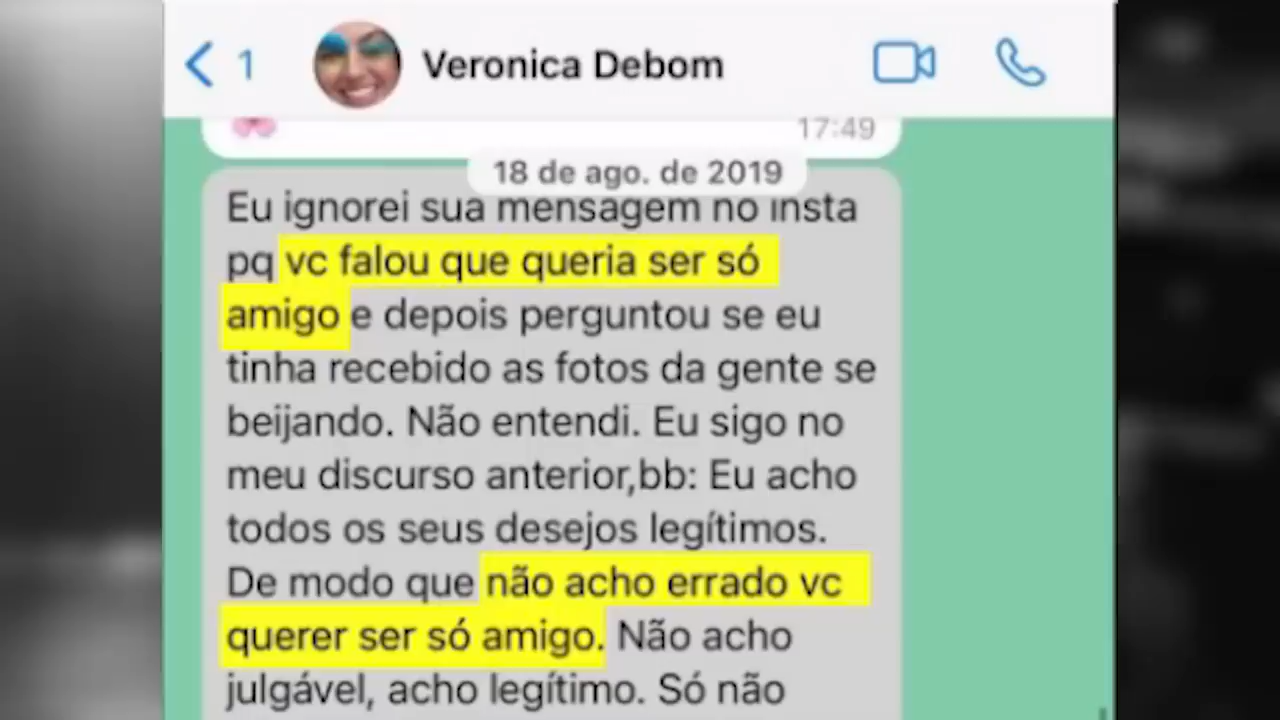 1
Veronica Debom
17:49
18 de ago. de 2019
Eu ignorei sua mensagem no insta
pq vc falou que queria ser só
amigo e depois perguntou se eu
tinha recebido as fotos da gente se
beijando. Não entendi. Eu sigo no
meu discurso anterior,bb: Eu acho
todos os seus desejos legítimos.
De modo que não acho errado vc
querer ser só amigo. Não acho
julgável, acho legítimo. Só não